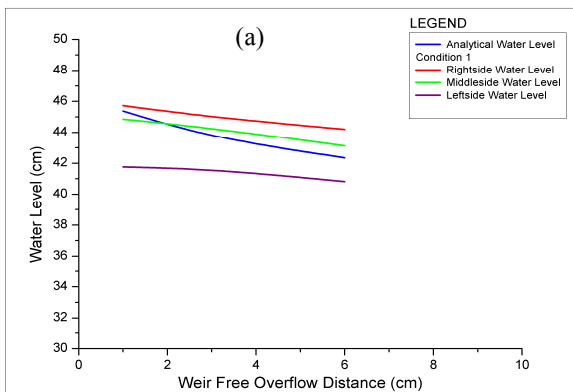 (a)
LEGEND
Analytical Water Level
Condition 1
Rightside Water Level
Middleside Water Level
Leftside Water Level
50
48
46
44
42
40
38
36
34
32
30
Water Level (cm)
0 2 4 6 8 10
Weir Free Overflow Distance (cm)